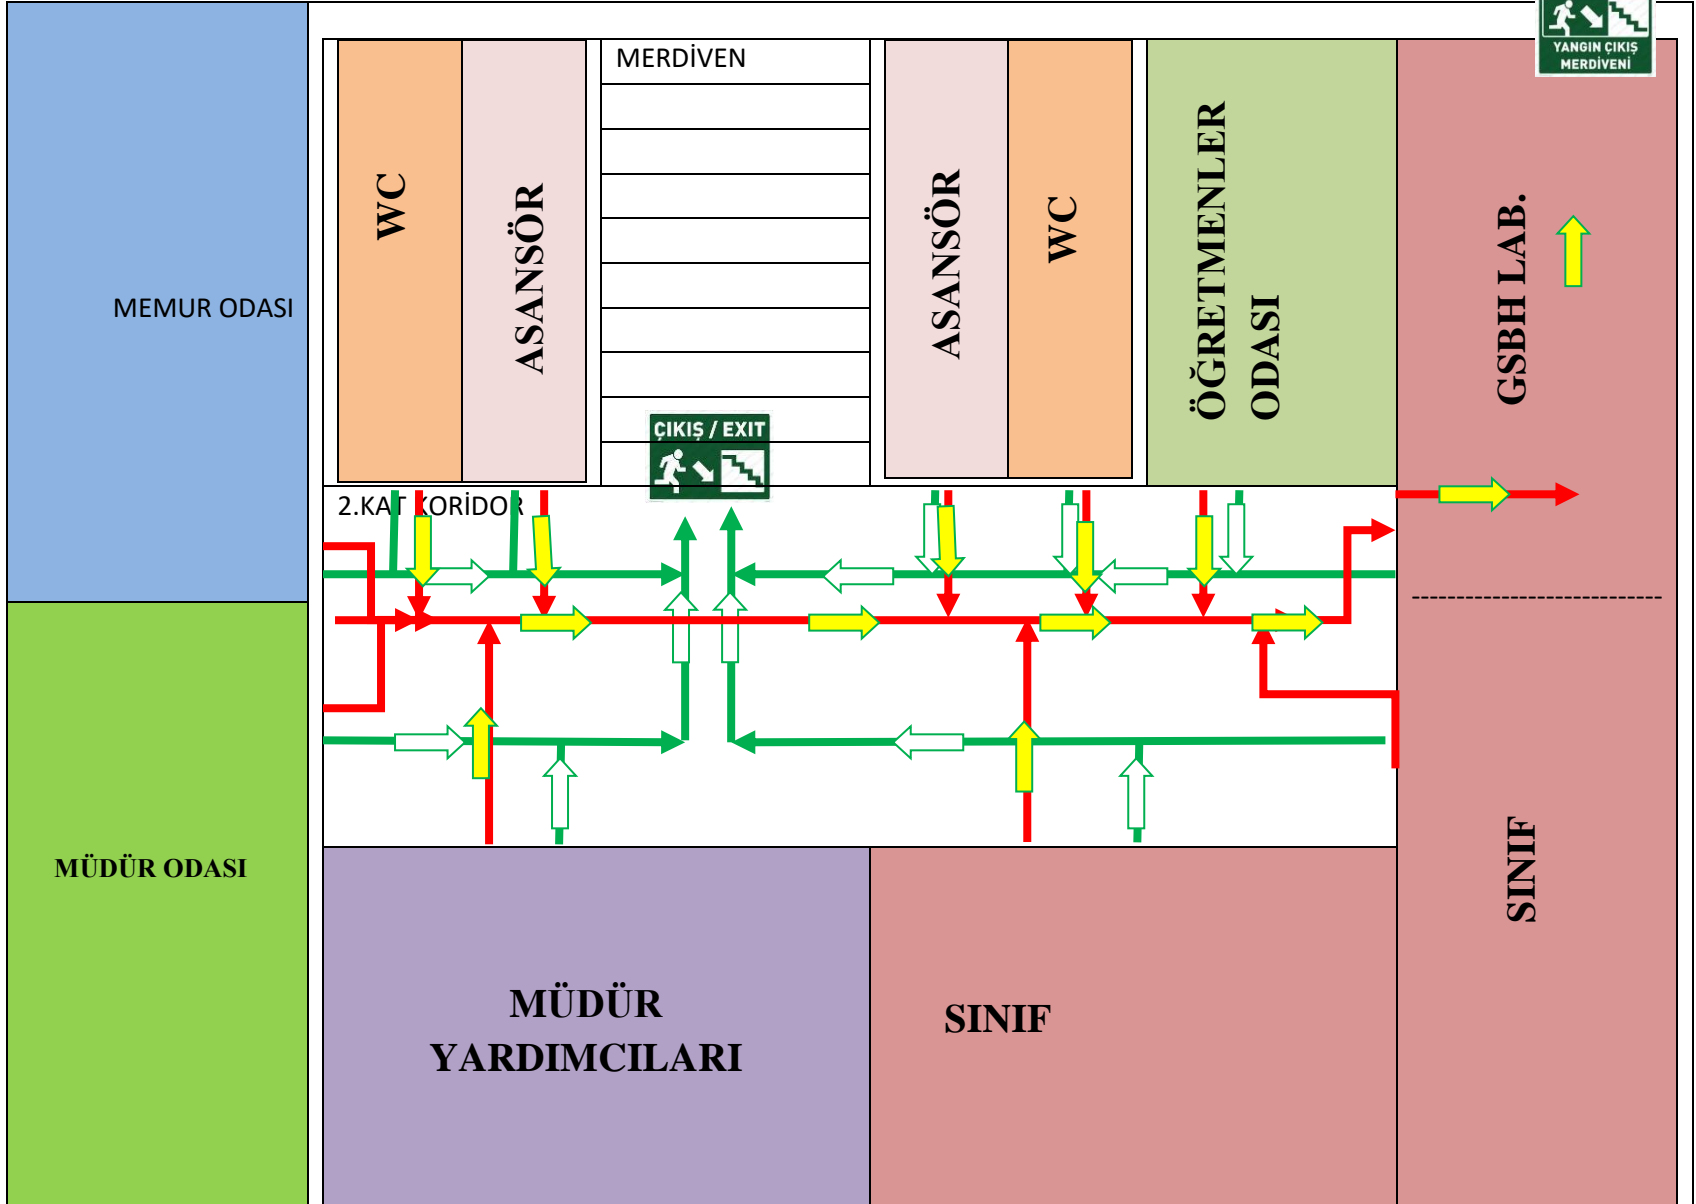 YANGIN ÇIKIŞ
MERDİVENİ
MERDİVEN
WC
ASANSÖR
ASANSÖR
WC
ÖĞRETMENLER
ODASI
GSBH LAB.
MEMUR ODASI
ÇIKIŞ / EXIT
2.KAT KORİDOR
MÜDÜR ODASI
SINIF
MÜDÜR
YARDIMCILARI
SINIF